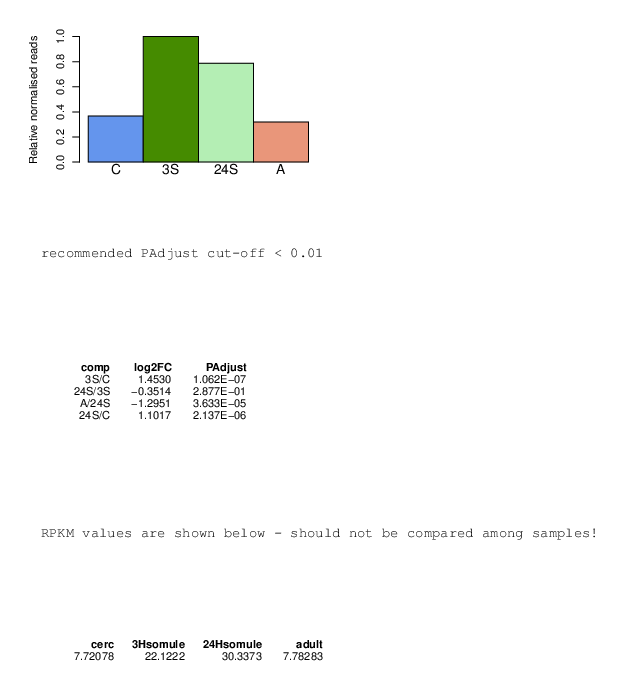 Relative normalised reads
1.0
0.8
0.6
0.4
0.2
0.0
C 3S 24S A
recommended PAdjust cut-off < 0.01
comp log2FC PAdjust
3S/C 1.4530 1.062E−07
24S/3S −0.3514 2.877E−01
A/24S −1.2951 3.633E−05
24S/C 1.1017 2.137E−06
RPKM values are shown below - should not be compared among samples!
cerc 3Hsomule 24Hsomule adult
7.72078 22.1222 30.3373 7.78283